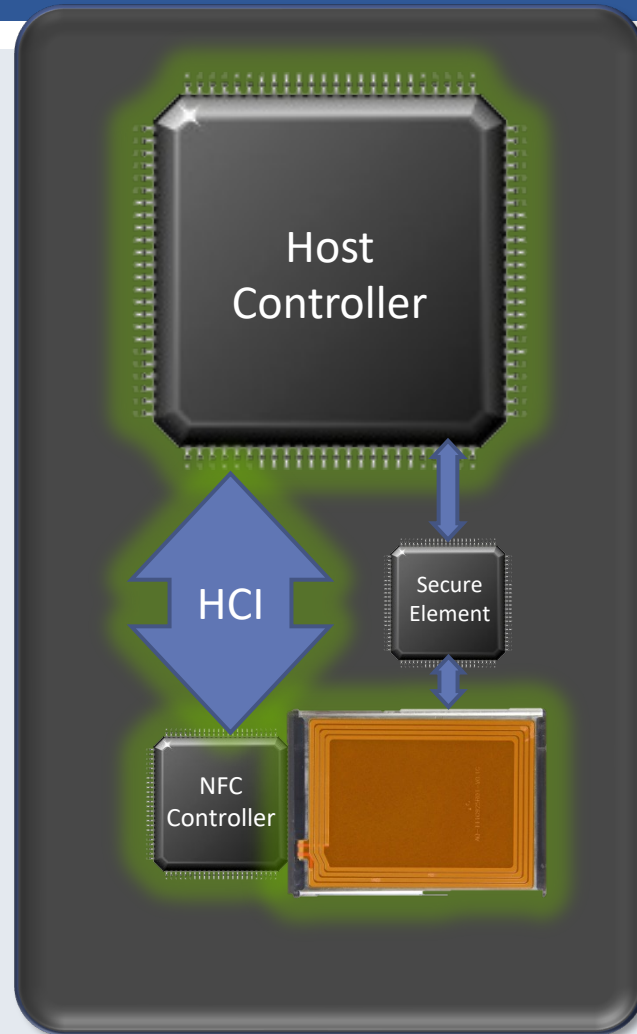 Host
Controller
HCI
Secure
Element
NFC
Controller